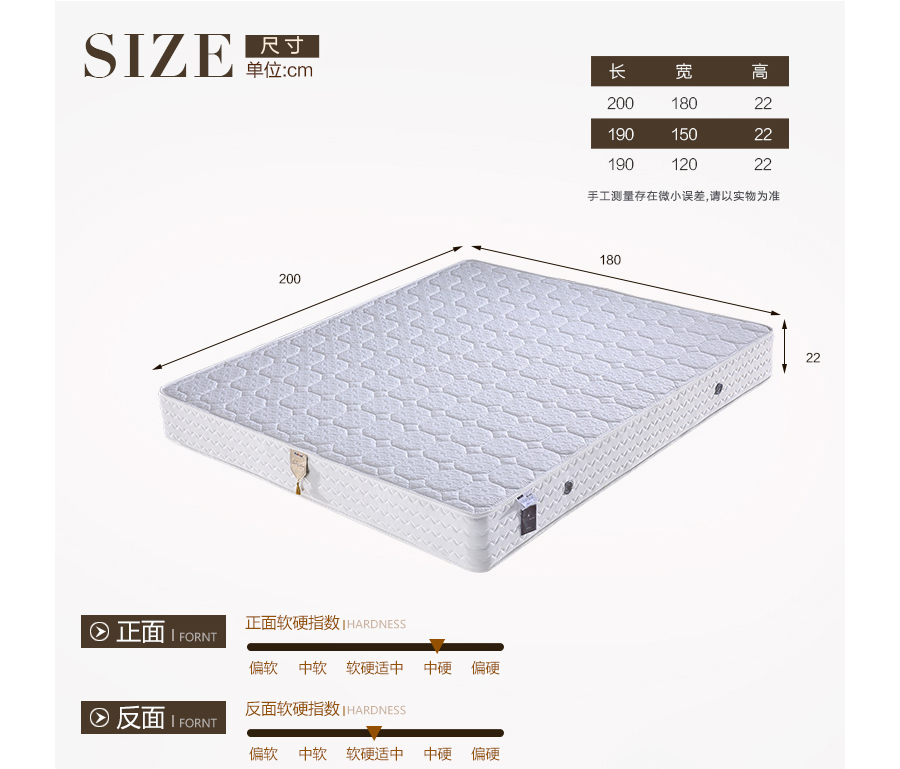 SIZE 尺寸
单位:cm
长 宽 高
200 180 22
190 150 22
190 120 22
手工测量存在微小误差,请以实物为准
200
180
22
正面 | FORNT
正面软硬指数 | HARDNESS
偏软 中软 软硬适中 中硬 偏硬
反面 | FORNT
反面软硬指数 | HARDNESS
偏软 中软 软硬适中 中硬 偏硬